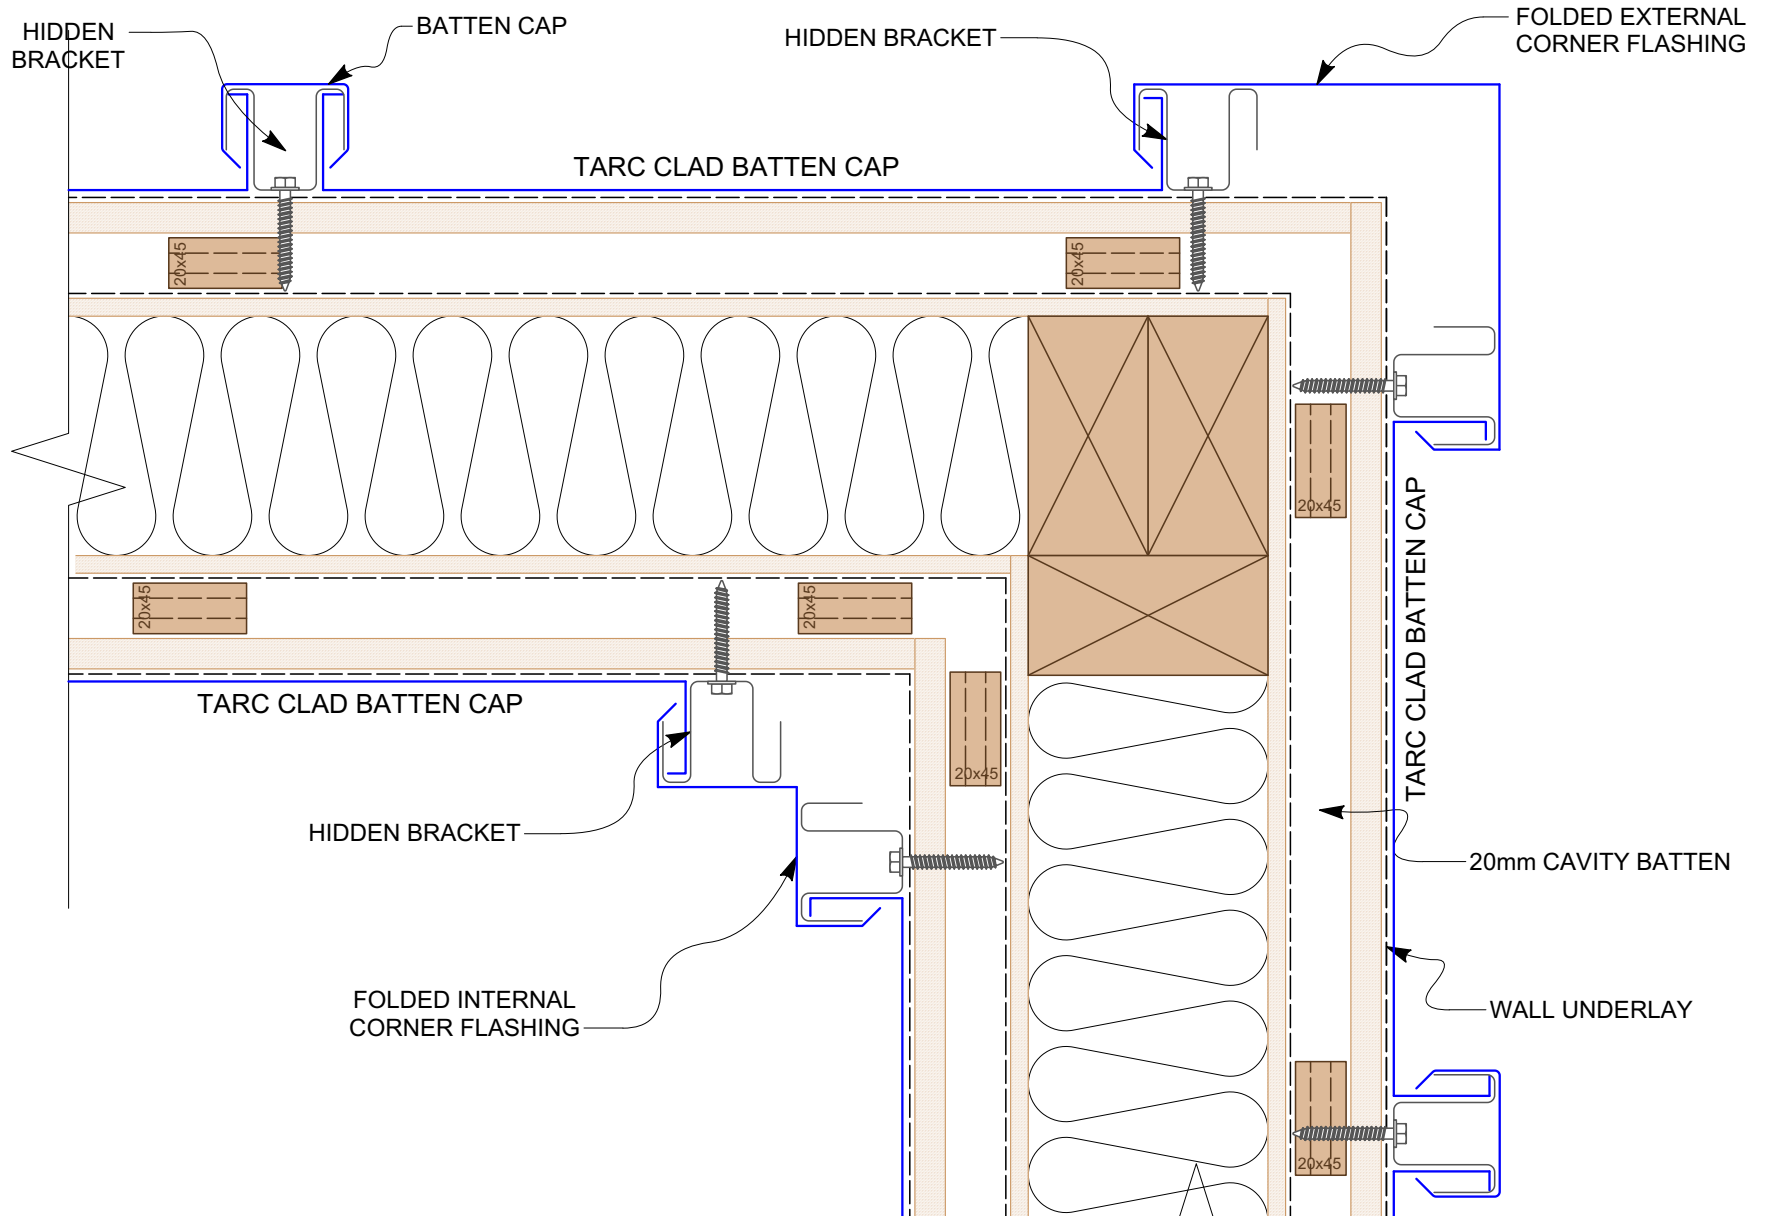 HIDDEN
BRACKET
BATTEN CAP
HIDDEN BRACKET
FOLDED EXTERNAL
CORNER FLASHING
TARC CLAD BATTEN CAP
20x45
20x45
20x45
TARC CLAD BATTEN CAP
20x45
20x45
TARC CLAD BATTEN CAP
20x45
HIDDEN BRACKET
20mm CAVITY BATTEN
FOLDED INTERNAL
CORNER FLASHING
WALL UNDERLAY
20x45